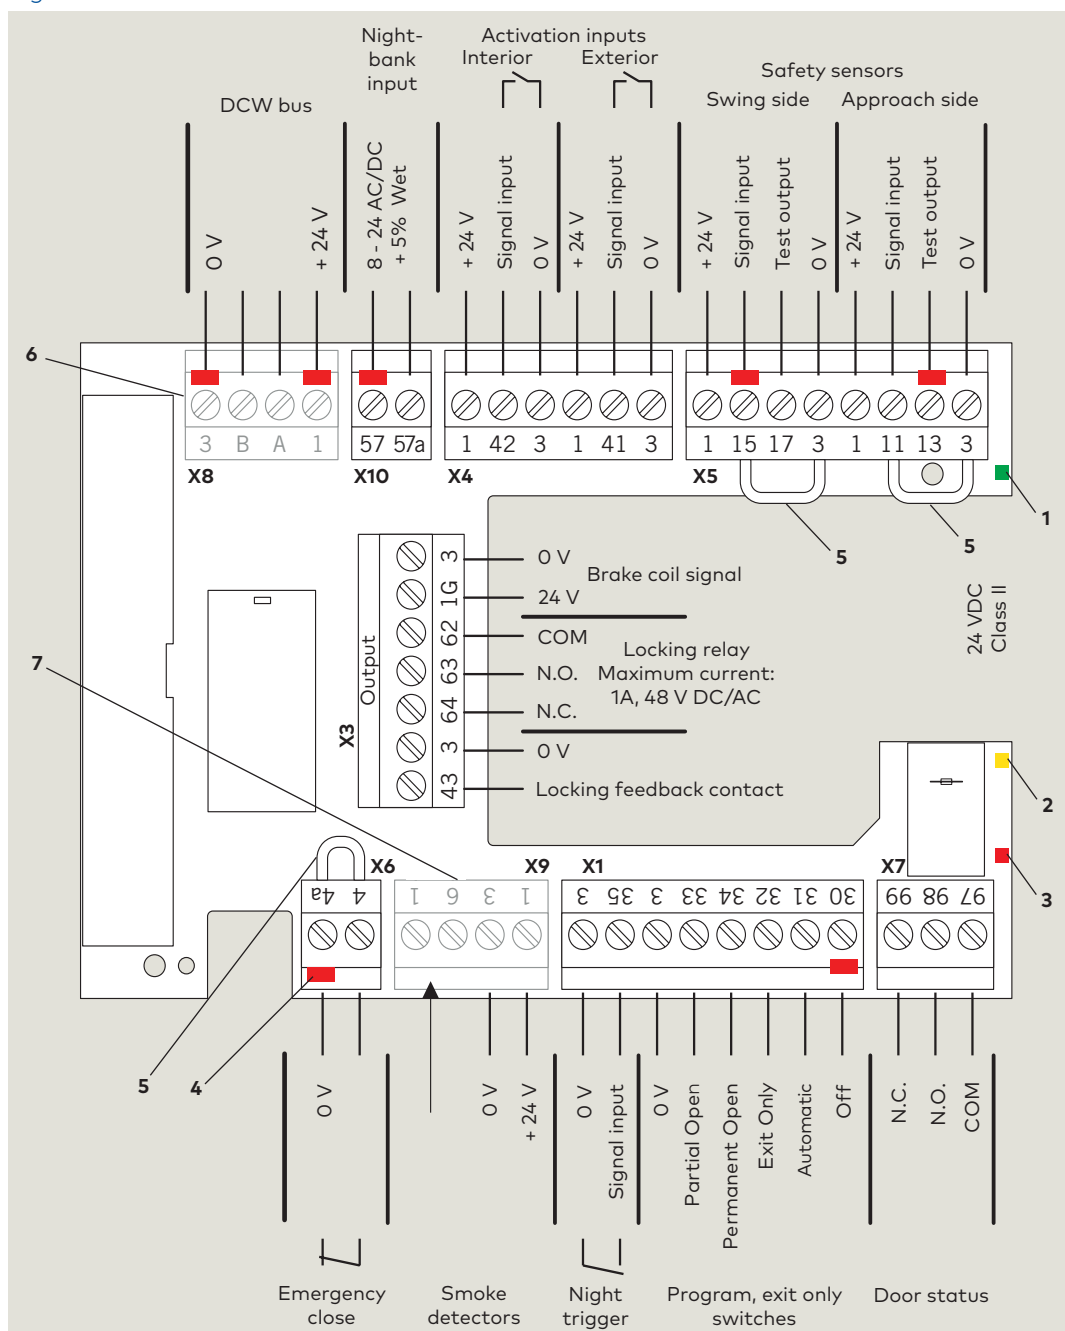 Night-
bank
input
Activation inputs
Interior
Exterior
Safety sensors
Swing side
Approach side
DCW bus
0 V
+ 24 V
8 - 24 AC/DC
+ 5% Wet
+ 24 V
Signal input
0 V
+ 24 V
Signal input
0 V
+ 24 V
Signal input
Test output
0 V
+ 24 V
Signal input
Test output
0 V
6
3
B
A
1
57
57a
1
42
3
1
41
3
1
15
17
3
1
11
13
3
X8
X10
X4
X5
1
5
5
24 VDC
Class II
Output
X3
3
0 V
Brake coil signal
1G
24 V
62
COM
63
N.O.
64
N.C.
Locking relay
Maximum current:
1A, 48 V DC/AC
3
0 V
43
Locking feedback contact
7
2
3
X6
X9
X1
X7
4a
4
1
6
3
1
3
35
3
33
34
32
31
30
99
98
97
5
4
0 V
0 V
+ 24 V
0 V
Signal input
0 V
Partial Open
Permanent Open
Exit Only
Automatic
Off
N.C.
N.O.
COM
Emergency
close
Smoke
detectors
Night
trigger
Program, exit only
switches
Door status